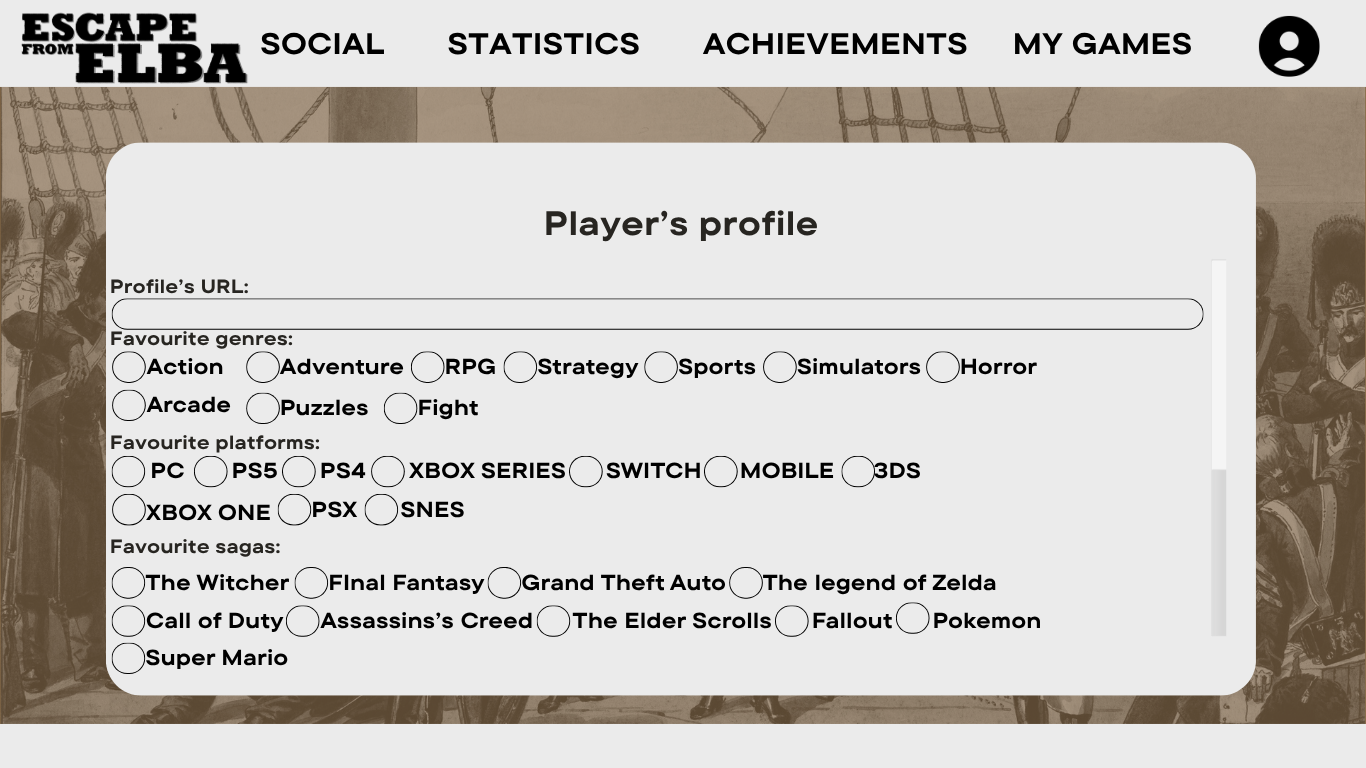 ESCAPE
FROM ELBA
SOCIAL STATISTICS ACHIEVEMENTS MY GAMES
Player’s profile
Profile’s URL:
Favourite genres:
Action Adventure RPG Strategy Sports Simulators Horror
Arcade Puzzles Fight
Favourite platforms:
PC PS5 PS4 XBOX SERIES SWITCH MOBILE 3DS
XBOX ONE PSX SNES
Favourite sagas:
The Witcher FInal Fantasy Grand Theft Auto The legend of Zelda
Call of Duty Assassins’s Creed The Elder Scrolls Fallout Pokemon
Super Mario